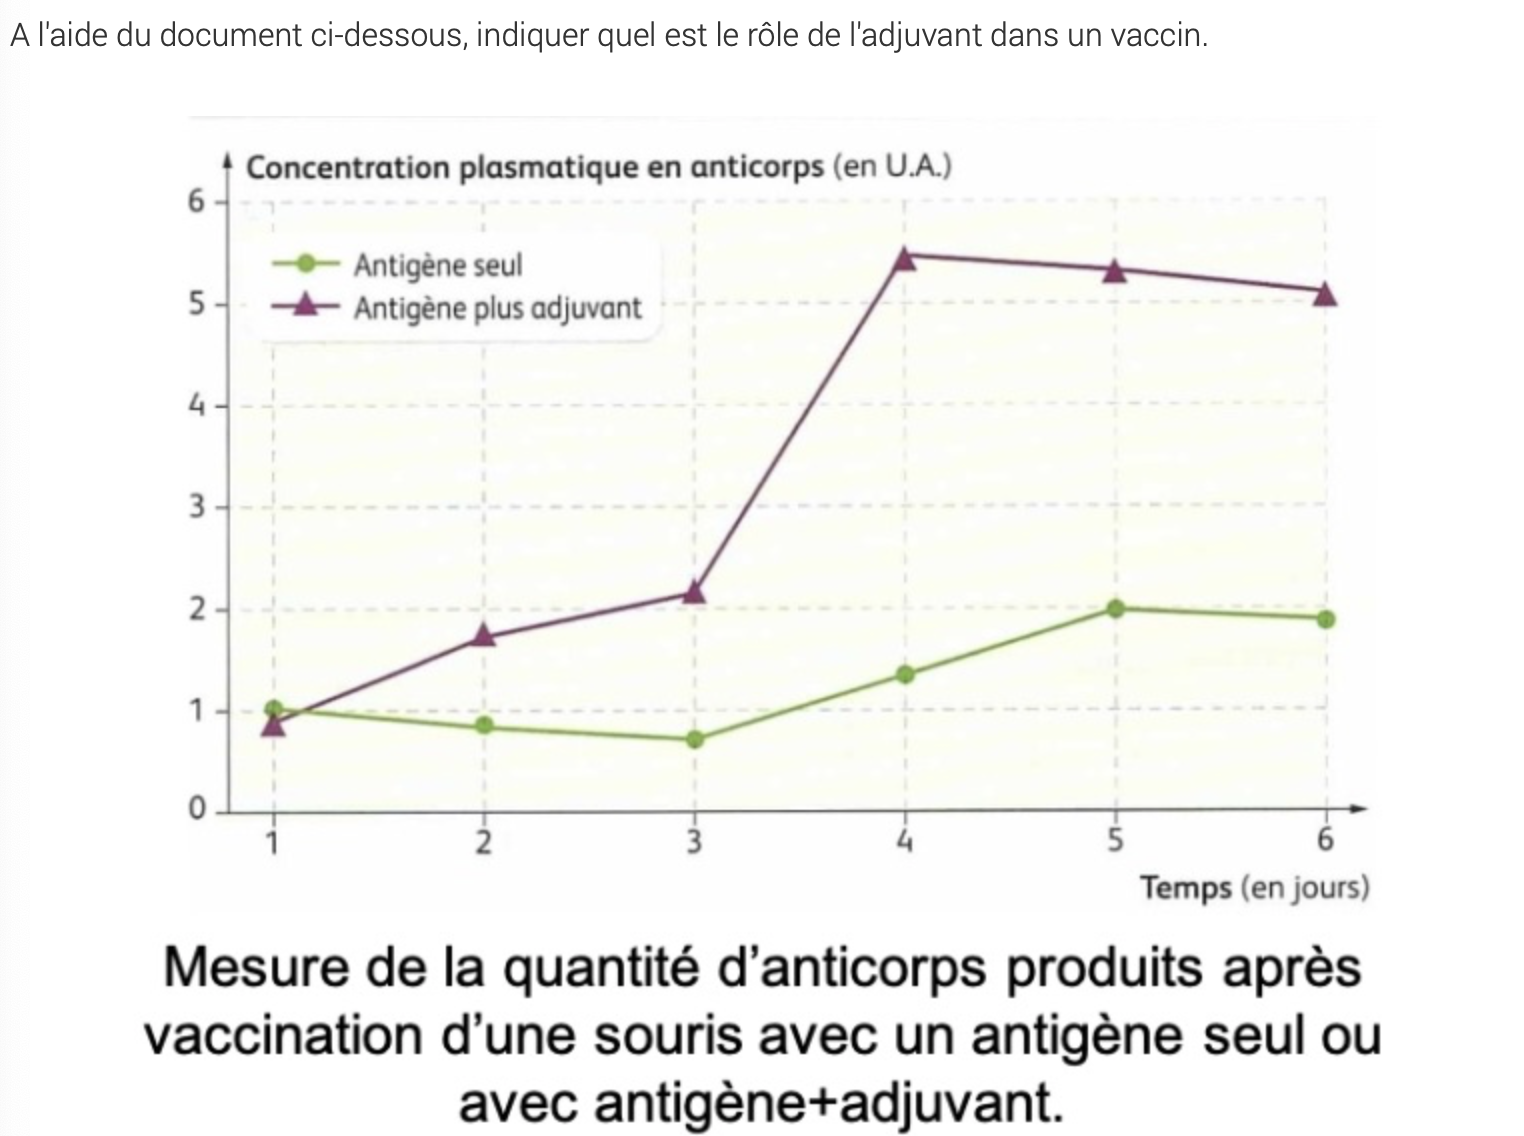 A l'aide du document ci-dessous, indiquer quel est le rôle de l'adjuvant dans un vaccin.
Concentration plasmatique en anticorps (en U.A.)
6
Antigène seul
5
Antigène plus adjuvant
4
3
2
1
0
1 2 3 4 5 6
Temps (en jours)
Mesure de la quantité d’anticorps produits après
vaccination d’une souris avec un antigène seul ou
avec antigène+adjuvant.